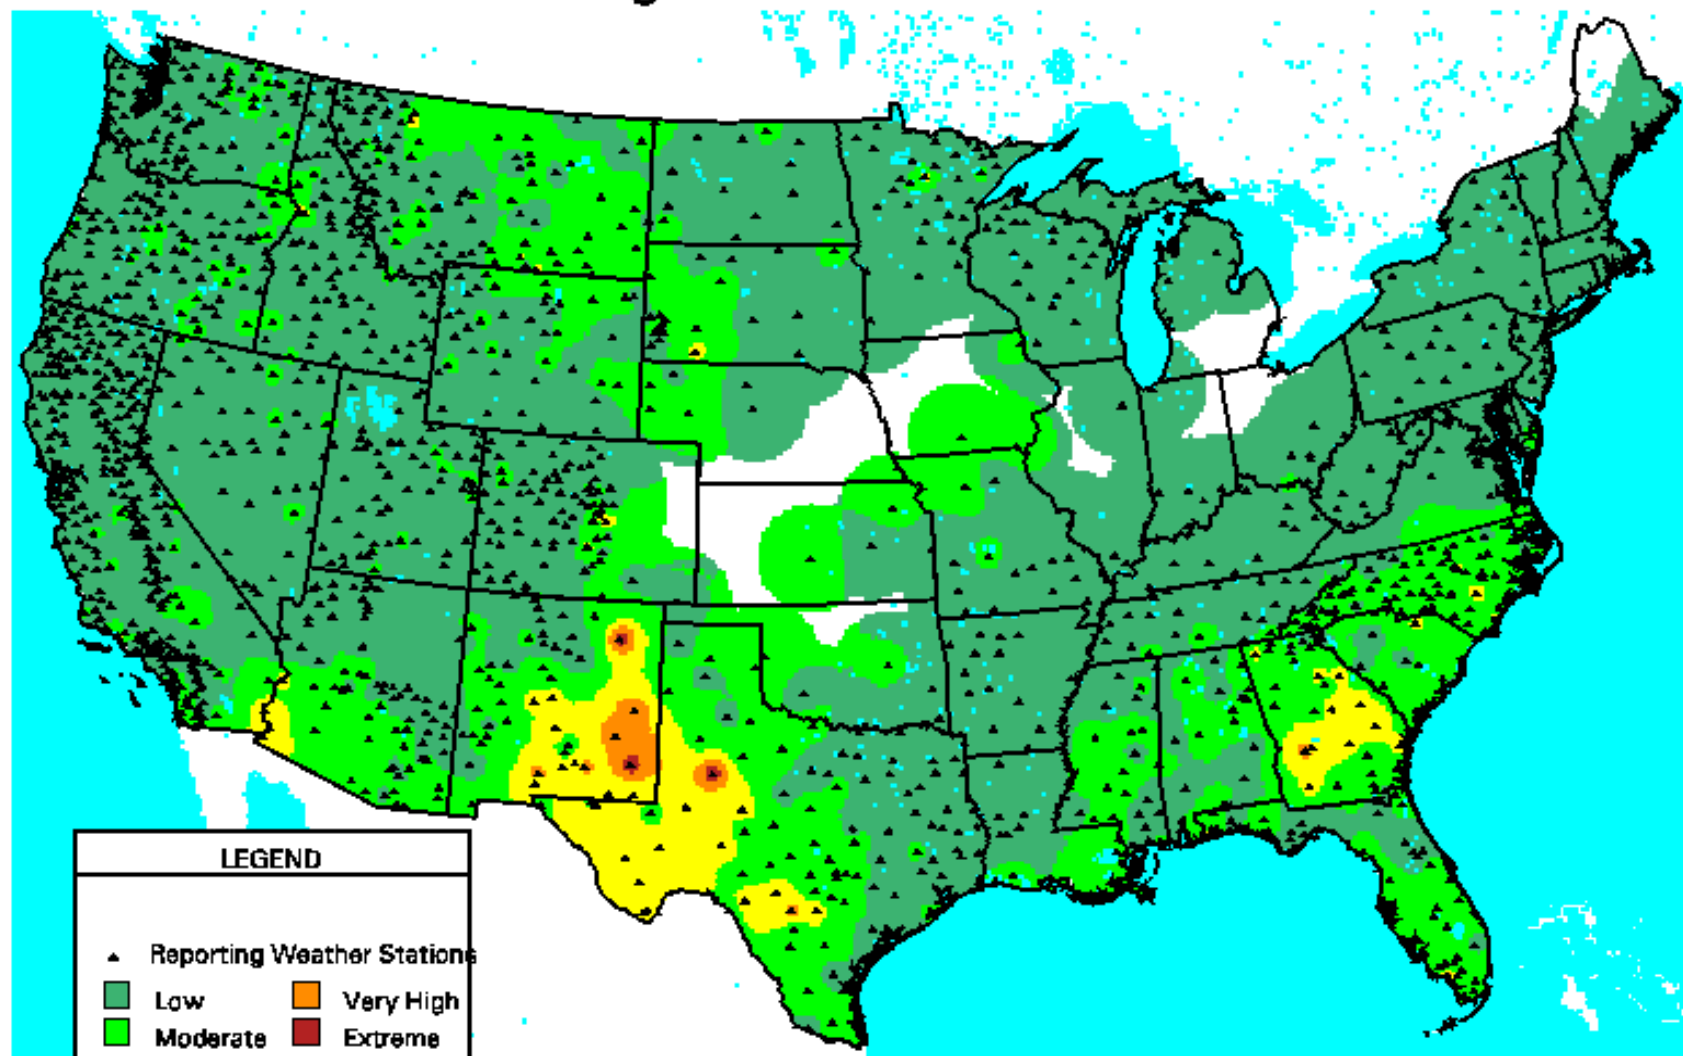 LEGEND
Reporting Weather Stations
Low Very High
Moderate Extreme